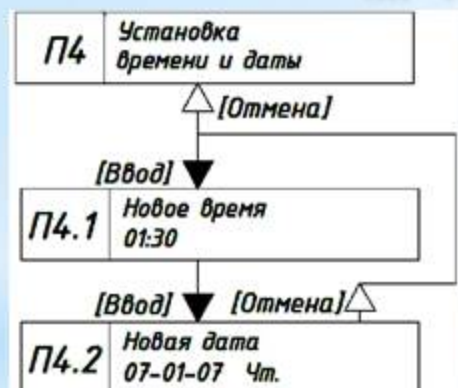 П4
Установка
времени и даты
[Отмена]
[Ввод]
П4.1
Новое время
01:30
[Ввод]
[Отмена]
П4.2
Новая дата
07-01-07 Чт.